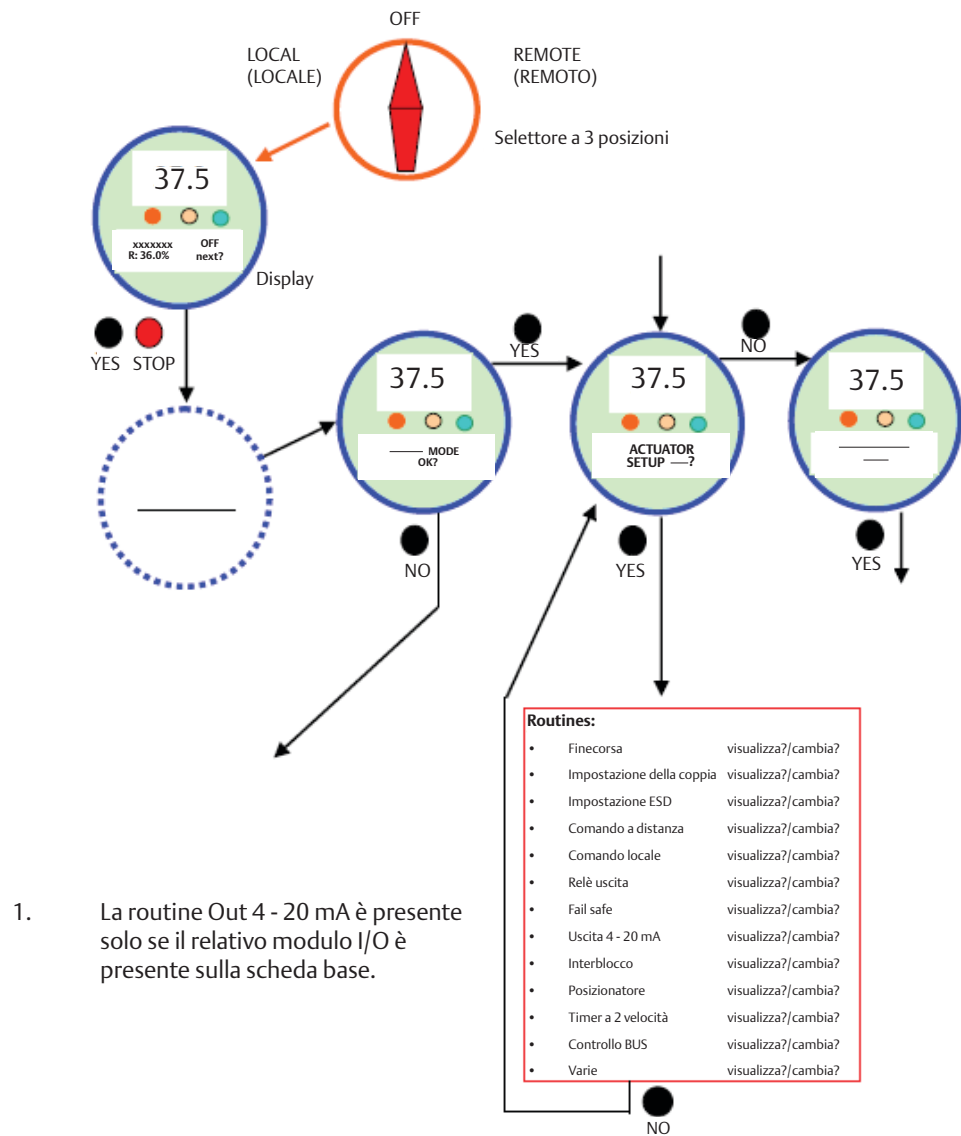 OFF
LOCAL
(LOCALE)
REMOTE
(REMOTO)
Selettore a 3 posizioni
37.5
xxxxxxx OFF
R: 36.0% next?
Display
YES STOP
37.5
MODE
OK?
YES
NO
37.5
ACTUATOR
SETUP ?
NO
YES
37.5
YES
Routines:
• Finecorsa visualizza?/cambia?
• Impostazione della coppia visualizza?/cambia?
• Impostazione ESD visualizza?/cambia?
• Comando a distanza visualizza?/cambia?
• Comando locale visualizza?/cambia?
• Relè uscita visualizza?/cambia?
• Fail safe visualizza?/cambia?
• Uscita 4 - 20 mA visualizza?/cambia?
• Interblocco visualizza?/cambia?
• Posizionatore visualizza?/cambia?
• Timer a 2 velocità visualizza?/cambia?
• Controllo BUS visualizza?/cambia?
• Varie visualizza?/cambia?
NO
1. La routine Out 4 - 20 mA è presente
solo se il relativo modulo I/O è
presente sulla scheda base.